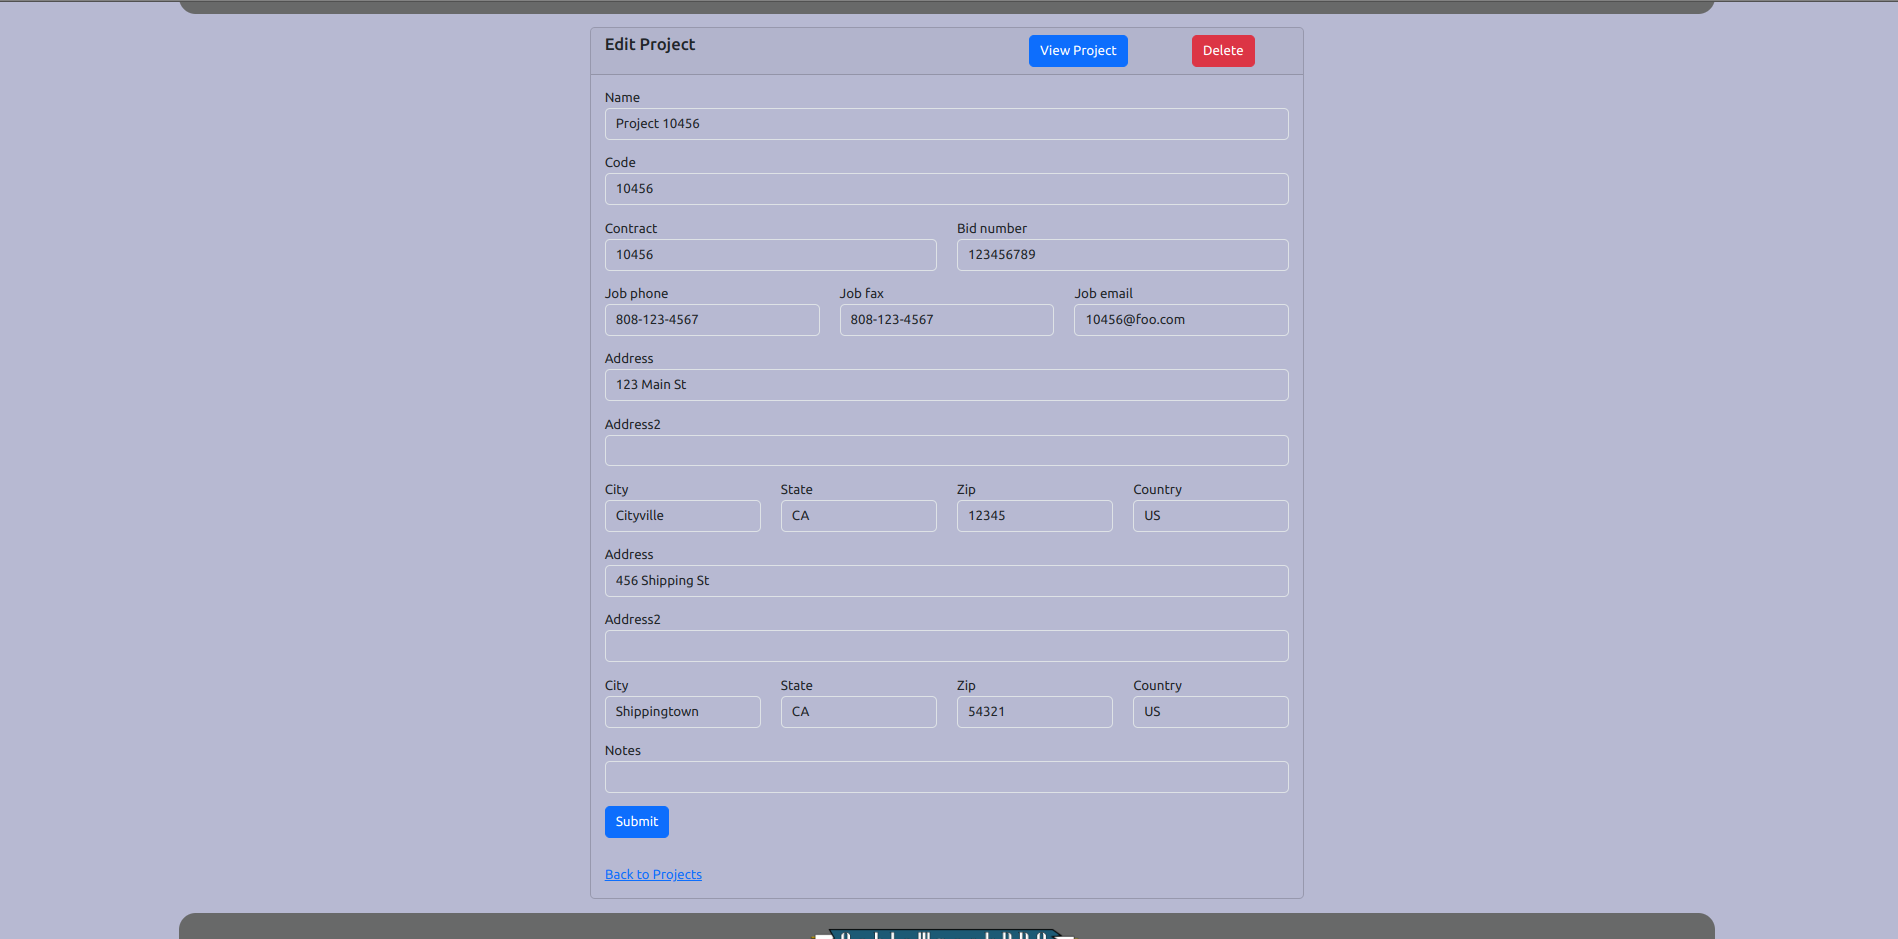 Edit Project View Project Delete
Name
Project 10456
Code
10456
Contract Bid number
10456 123456789
Job phone Job fax Job email
808-123-4567 808-123-4567 10456@foo.com
Address
123 Main St
Address2
City State Zip Country
Cityville CA 12345 US
Address
456 Shipping St
Address2
City State Zip Country
Shippingtown CA 54321 US
Notes
Submit
Back to Projects